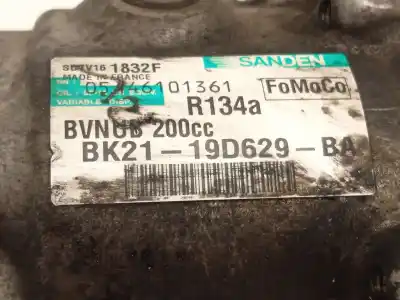 SD7V16 1832F
SANDEN
MADE IN FRANCE
FoMoCo
R134a
BVNUB 200cc
BK21-19D629-BA